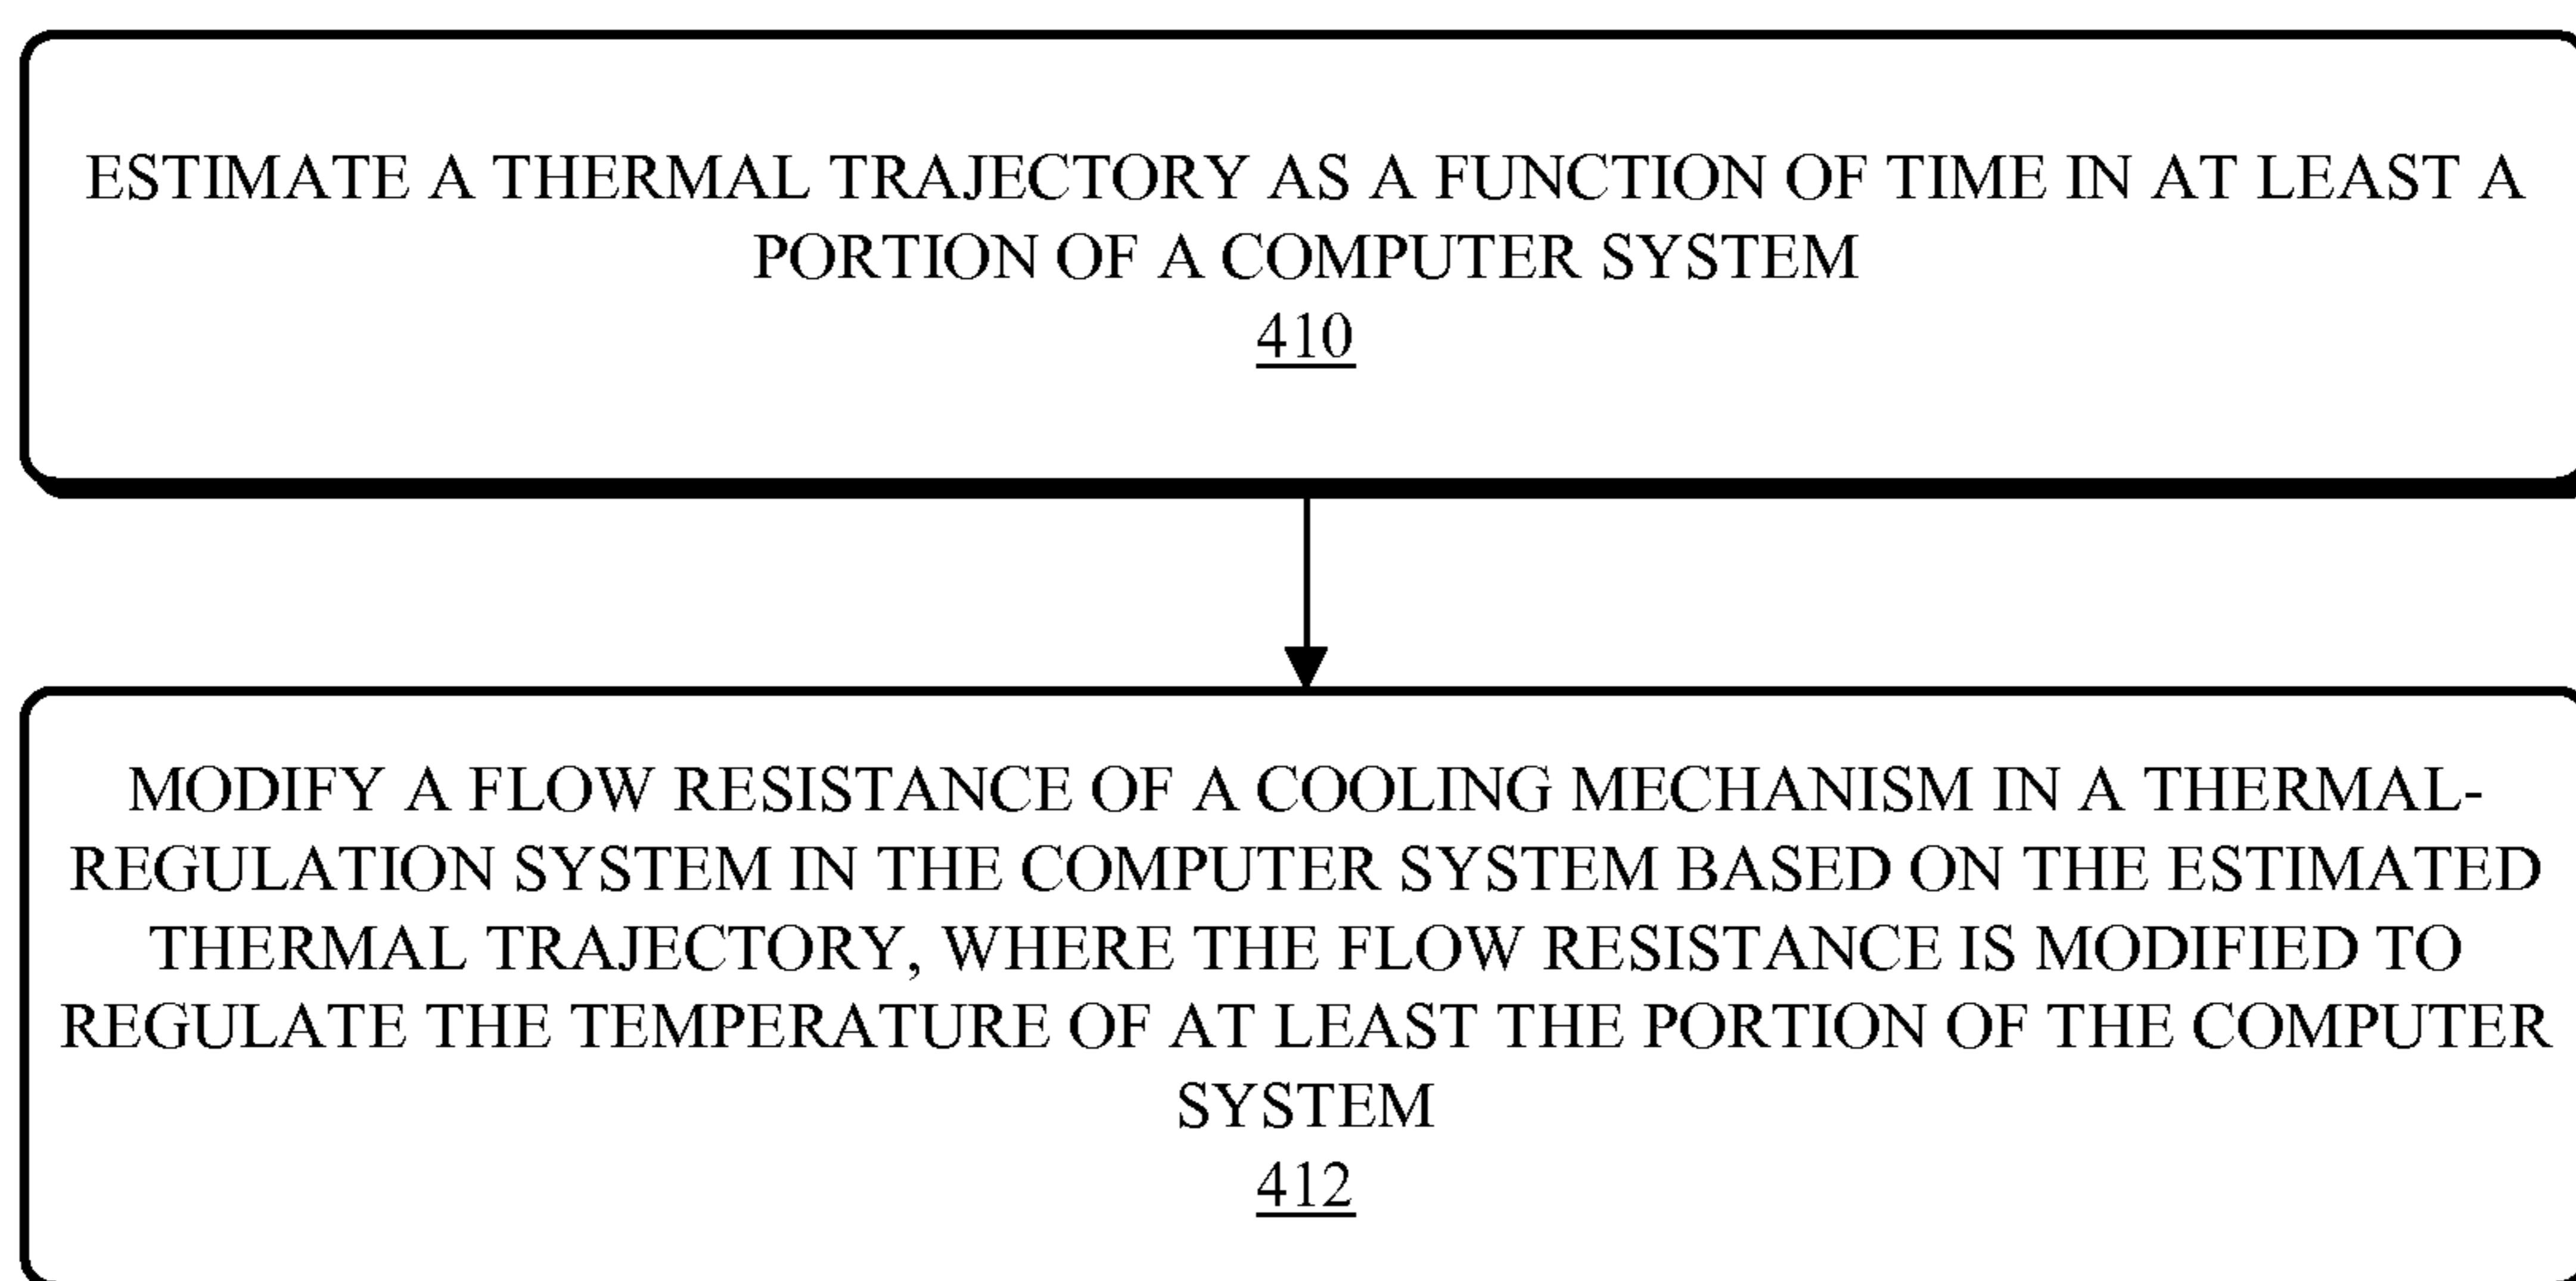 ESTIMATE A THERMAL TRAJECTORY AS A FUNCTION OF TIME IN AT LEAST A
PORTION OF A COMPUTER SYSTEM
410
MODIFY A FLOW RESISTANCE OF A COOLING MECHANISM IN A THERMAL-
REGULATION SYSTEM IN THE COMPUTER SYSTEM BASED ON THE ESTIMATED
THERMAL TRAJECTORY, WHERE THE FLOW RESISTANCE IS MODIFIED TO
REGULATE THE TEMPERATURE OF AT LEAST THE PORTION OF THE COMPUTER
SYSTEM
412